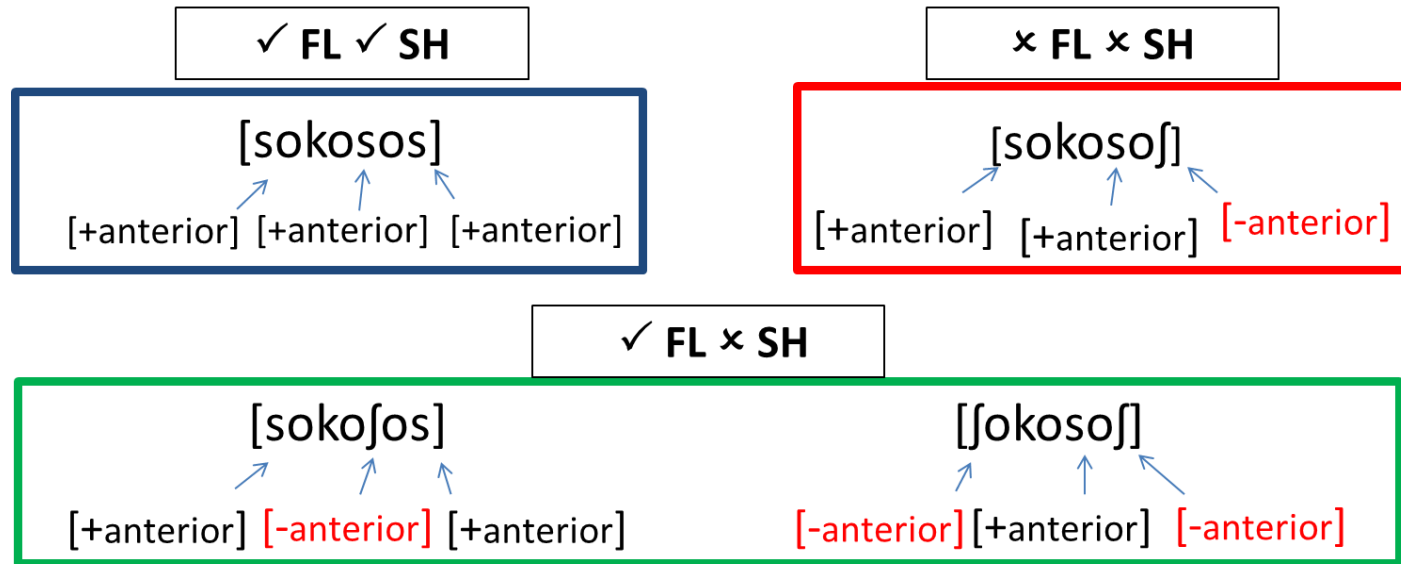 ✓ FL ✓ SH
× FL × SH
[sokosos]
[+anterior] [+anterior] [+anterior]
[sokosoʃ]
[+anterior] [+anterior] [-anterior]
✓ FL × SH
[sokoʃos]
[+anterior] [-anterior] [+anterior]
[ʃokosoʃ]
[-anterior] [+anterior] [-anterior]